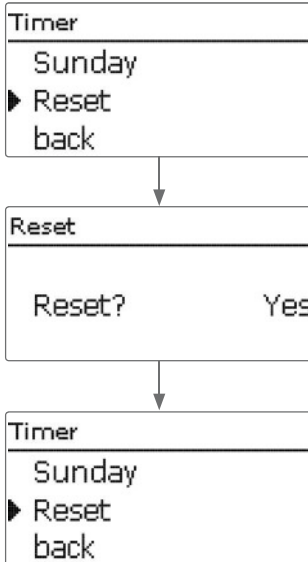 Timer
Sunday
Reset
back
Reset
Reset? Yes
Timer
Sunday
Reset
back